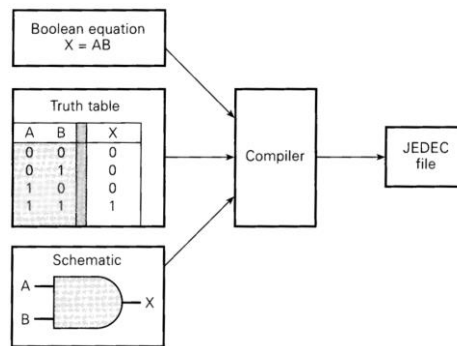 Boolean equation
X = AB
Truth table
A B X
0 0 0
0 1 0
1 0 0
1 1 1
Schematic
A
B
X
Compiler
JEDEC
file